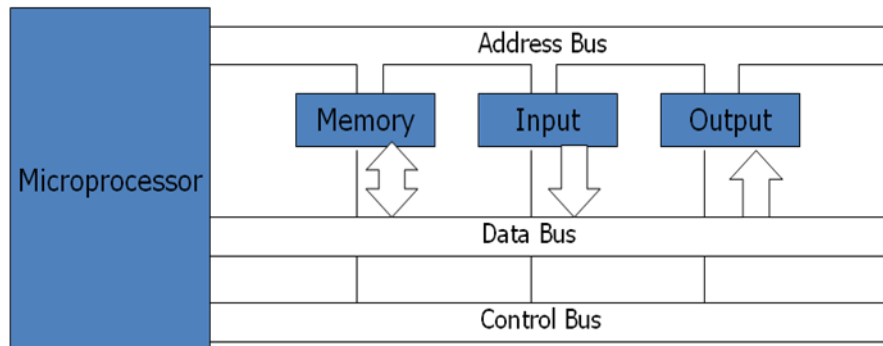 Address Bus
Memory
Input
Output
Microprocessor
Data Bus
Control Bus